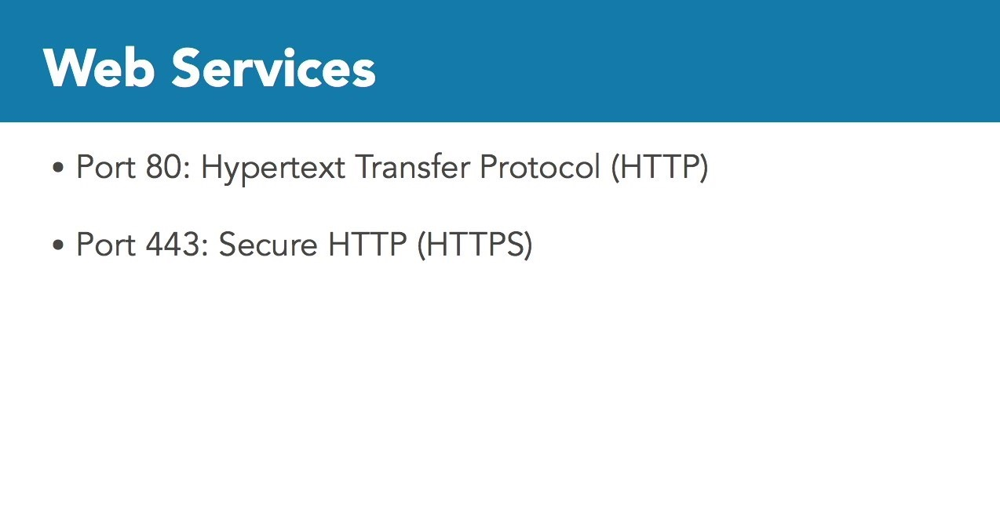 Web Services
• Port 80: Hypertext Transfer Protocol (HTTP)
• Port 443: Secure HTTP (HTTPS)